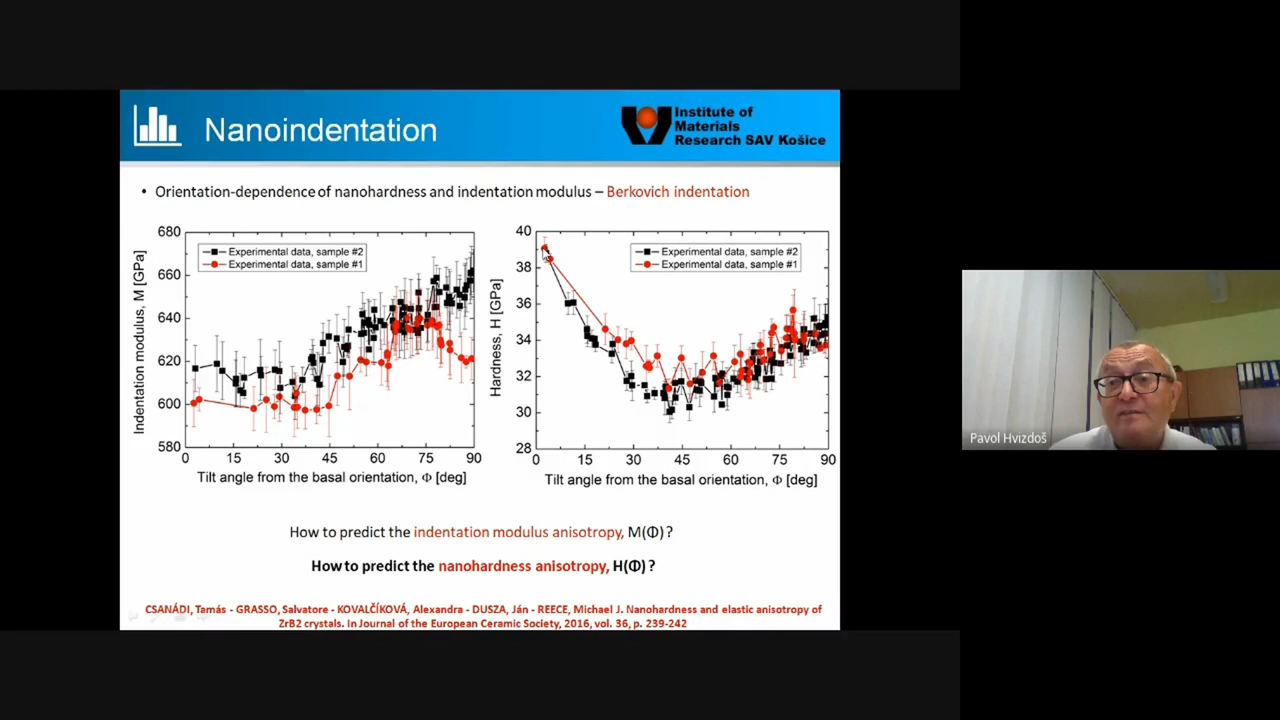 Nanoindentation
Institute of
Materials
Research SAV Košice
• Orientation-dependence of nanohardness and indentation modulus – Berkovich indentation
680
660
640
620
600
580
Indentation modulus, M [GPa]
Experimental data, sample #2
Experimental data, sample #1
0 15 30 45 60 75 90
Tilt angle from the basal orientation, Φ [deg]
40
38
36
34
32
30
28
Hardness, H [GPa]
Experimental data, sample #2
Experimental data, sample #1
0 15 30 45 60 75 90
Tilt angle from the basal orientation, Φ [deg]
How to predict the indentation modulus anisotropy, M(Φ)?
How to predict the nanohardness anisotropy, H(Φ)?
CSANÁDI, Tamás - GRASSO, Salvatore - KOVALČÍKOVÁ, Alexandra - DUSZA, Ján - REECE, Michael J. Nanohardness and elastic anisotropy of
ZrB2 crystals. In Journal of the European Ceramic Society, 2016, vol. 36, p. 239-242
Pavol Hvizdoš